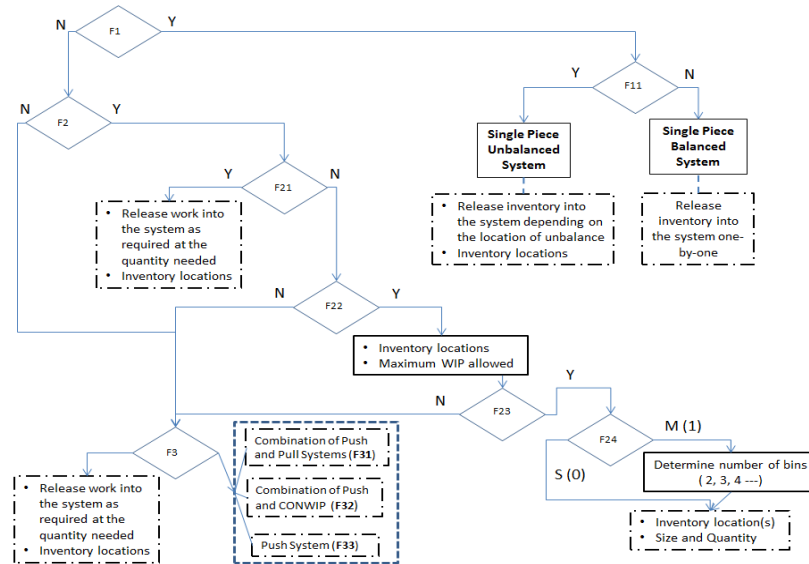 N
F1
Y
Y
F11
N
N
F2
Y
Single Piece
Unbalanced
System
Single Piece
Balanced
System
Y
F21
N
• Release work into
the system as
required at the
quantity needed
• Inventory locations
• Release inventory into
the system depending on
the location of unbalance
• Inventory locations
Release
inventory into
the system one-
by-one
N
F22
Y
• Inventory locations
• Maximum WIP allowed
N
F23
Y
F24
M (1)
S (0)
Determine number of bins
( 2, 3, 4 ---)
• Inventory location(s)
• Size and Quantity
F3
Combination of Push
and Pull Systems (F31)
Combination of Push
and CONWIP (F32)
Push System (F33)
• Release work into
the system as
required at the
quantity needed
• Inventory locations